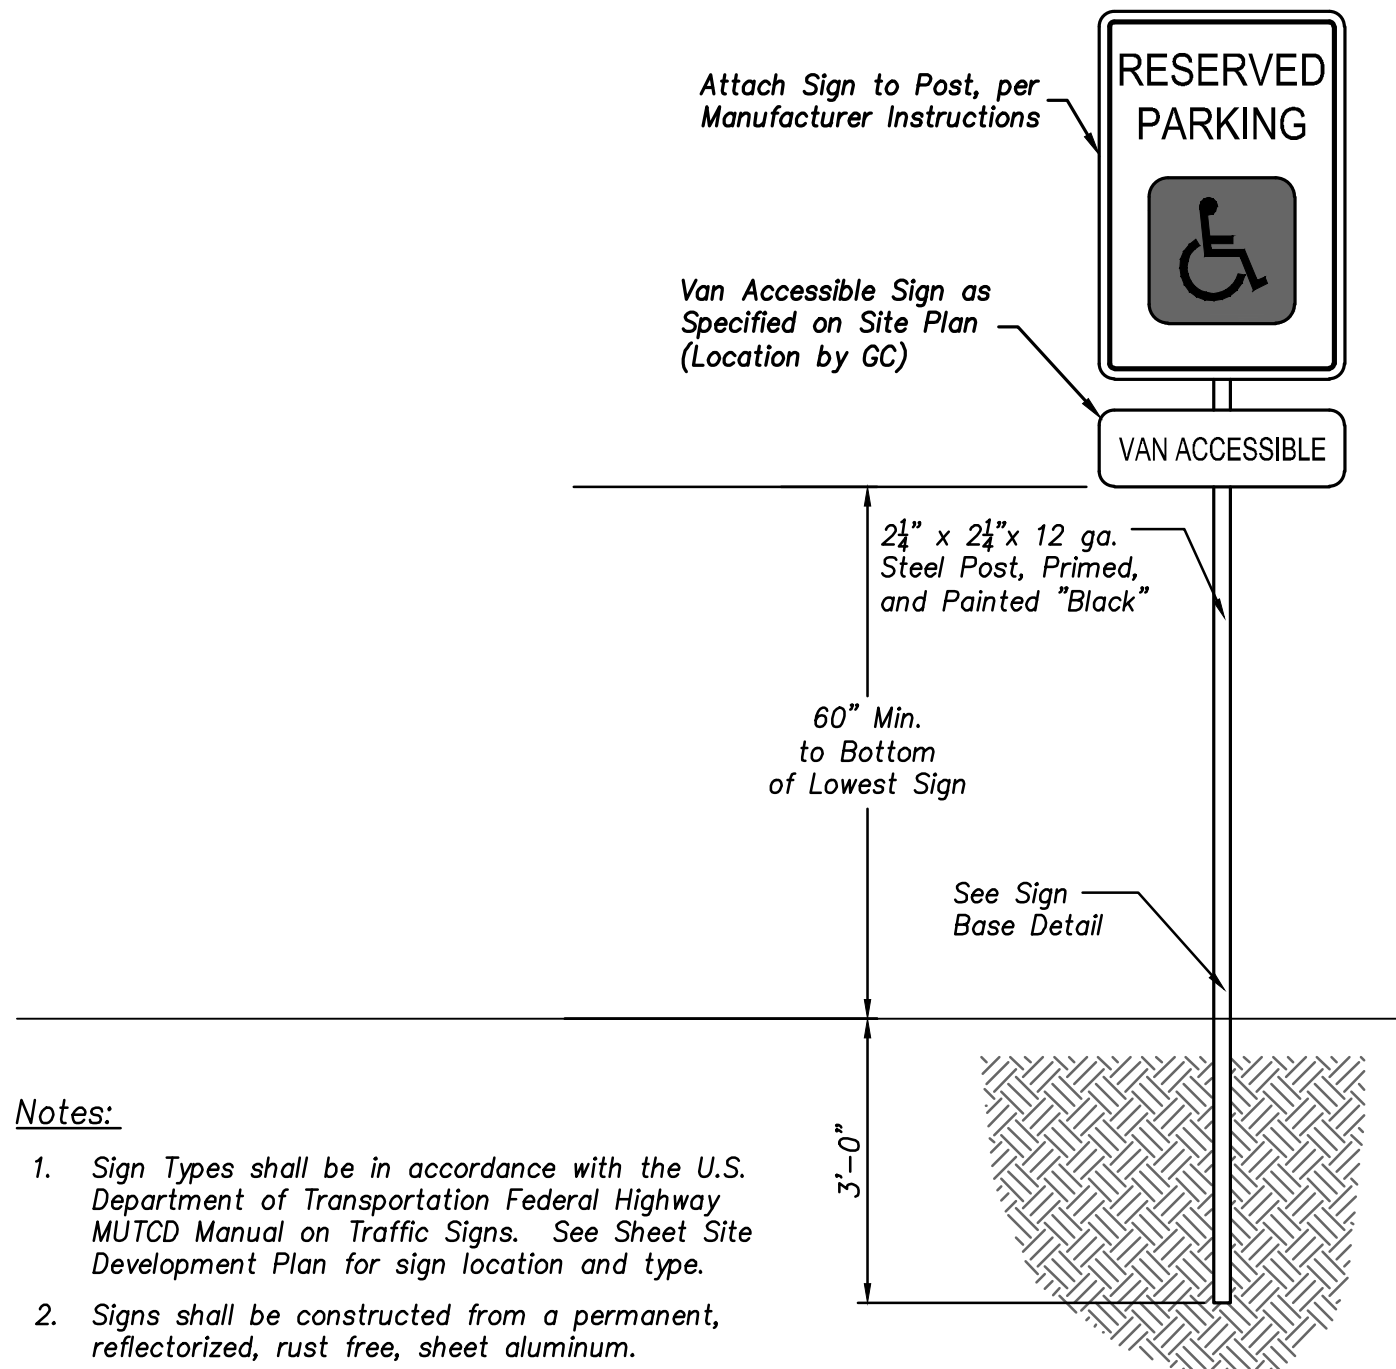 RESERVED
PARKING
Attach Sign to Post, per
Manufacturer Instructions
Van Accessible Sign as
Specified on Site Plan
(Location by GC)
VAN ACCESSIBLE
2¼" x 2¼"x 12 ga.
Steel Post, Primed,
and Painted "Black"
60" Min.
to Bottom
of Lowest Sign
See Sign
Base Detail
3'-0"
Notes:
1. Sign Types shall be in accordance with the U.S.
Department of Transportation Federal Highway
MUTCD Manual on Traffic Signs. See Sheet Site
Development Plan for sign location and type.
2. Signs shall be constructed from a permanent,
reflectorized, rust free, sheet aluminum.